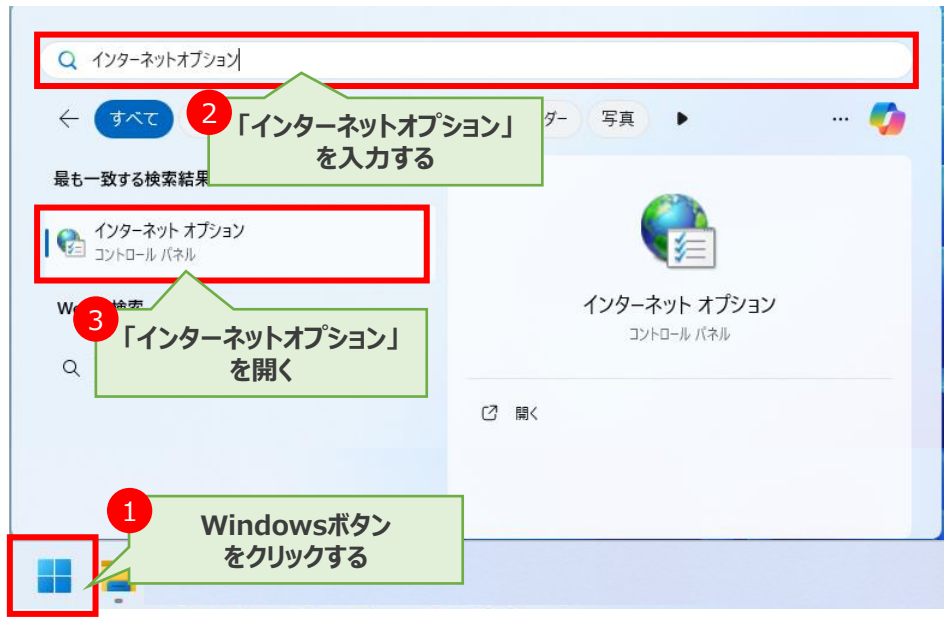 インターネットオプション
すべて
ダー
写真
...
2
「インターネットオプション」
を入力する
最も一致する検索結果
インターネット オプション
コントロール パネル
We
検索
3
「インターネットオプション」
を開く
インターネット オプション
コントロール パネル
開く
1
Windowsボタン
をクリックする